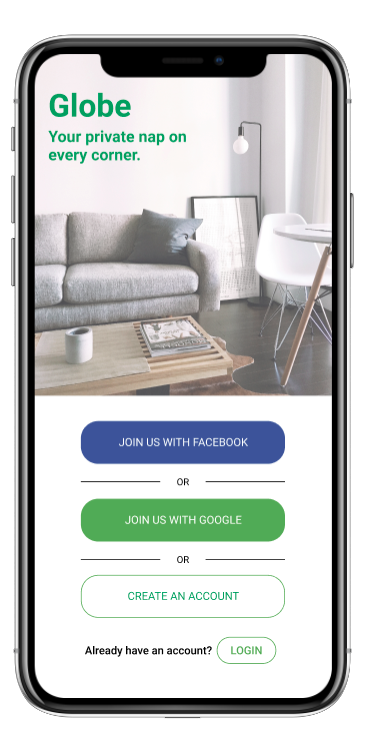 Globe
Your private nap on
every corner.
JOIN US WITH FACEBOOK
OR
JOIN US WITH GOOGLE
OR
CREATE AN ACCOUNT
Already have an account? LOGIN